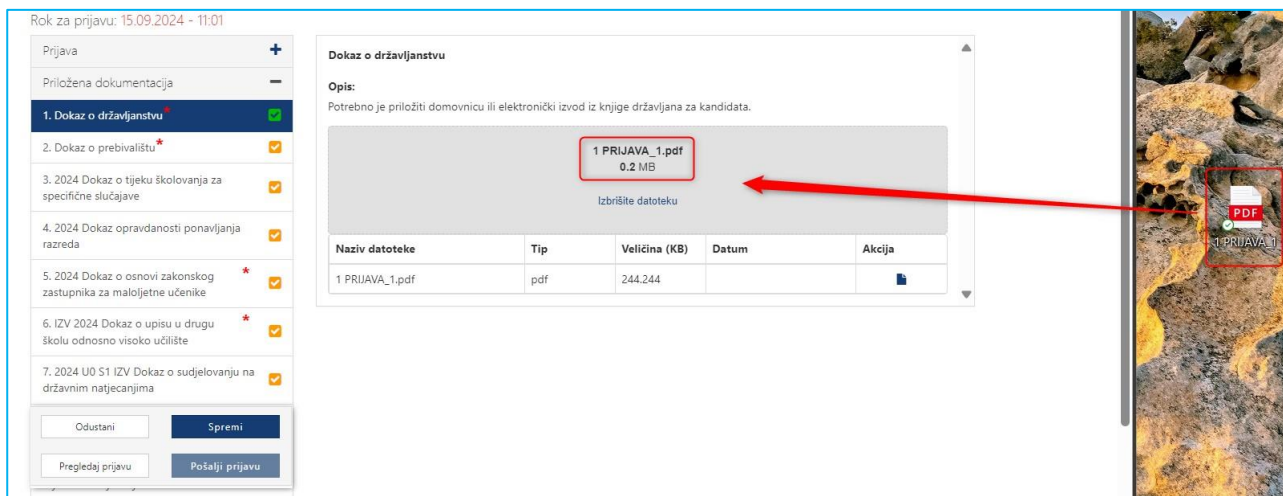 Rok za prijavu: 15.09.2024 - 11:01
Prijava
Priložena dokumentacija
1. Dokaz o državljanstvu*
2. Dokaz o prebivalištu*
3. 2024 Dokaz o tijeku školovanja za
specifične slučajave
4. 2024 Dokaz opravdanosti ponavljanja
razreda
5. 2024 Dokaz o osnovi zakonskog *
zastupnika za maloljetne učenike
6. IZV 2024 Dokaz o upisu u drugu *
školu odnosno visoko učilište
7. 2024 U0 S1 IZV Dokaz o sudjelovanju na
državnim natjecanjima
Odustani Spremi
Pregledaj prijavu Pošalji prijavu
Dokaz o državljanstvu
Opis:
Potrebno je priložiti domovnicu ili elektronički izvod iz knjige državljana za kandidata.
1 PRIJAVA_1.pdf
0.2 MB
Izbrišite datoteku
Naziv datoteke Tip Veličina (KB) Datum Akcija
1 PRIJAVA_1.pdf pdf 244.244
PDF
1 PRIJAVA_1